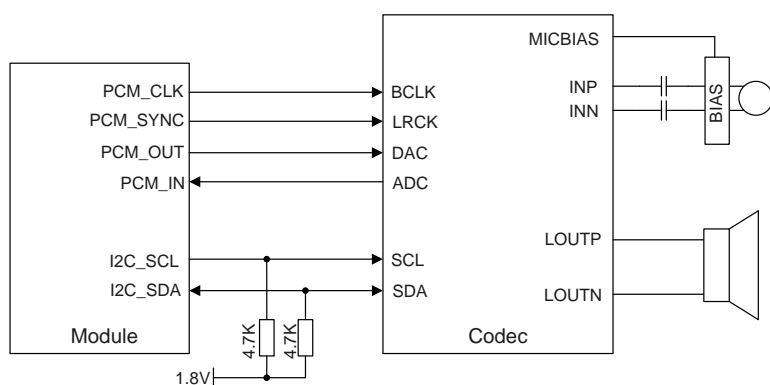 MICBIAS
PCM_CLK
BCLK
INP
PCM_SYNC
LRCK
INN
BIAS
PCM_OUT
DAC
PCM_IN
ADC
LOUTP
I2C_SCL
SCL
I2C_SDA
SDA
LOUTN
4.7K
4.7K
Module
Codec
1.8V